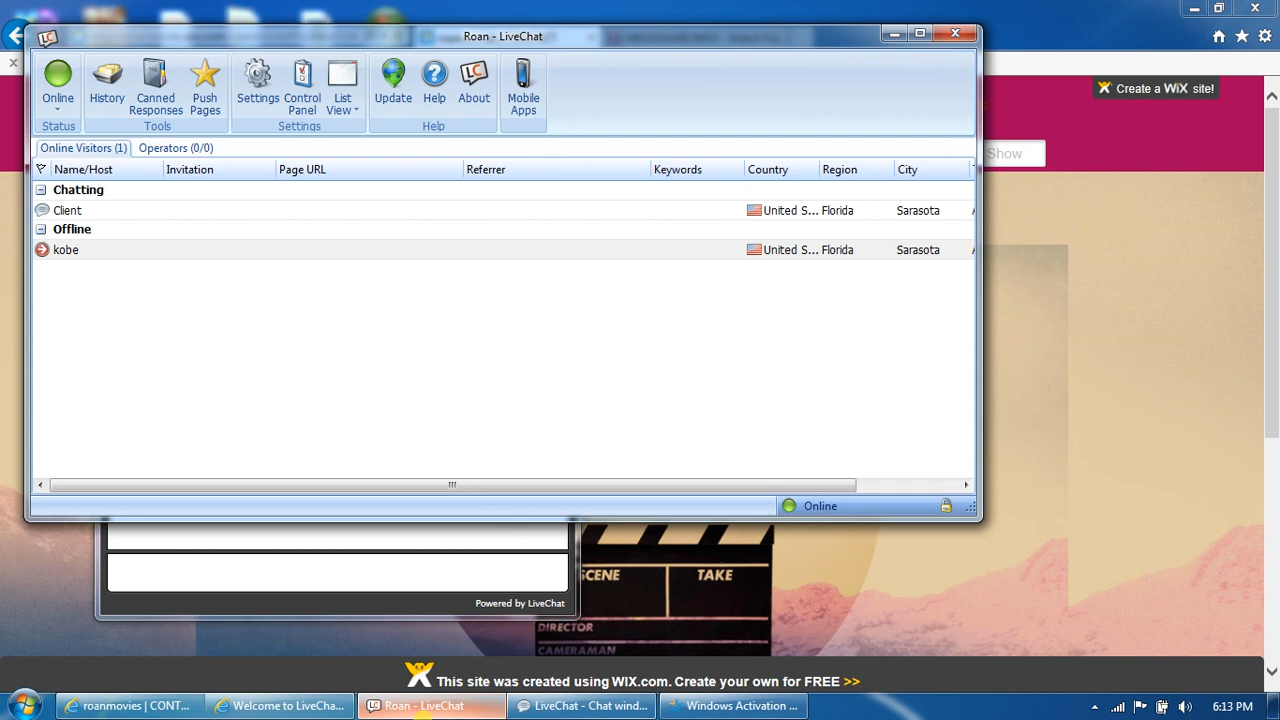 Roan - LiveChat
Online
History
Canned Responses
Push Pages
Settings
Control Panel
List View
Update
Help
About
Mobile Apps
Status
Tools
Settings
Help
Create a WiX site!
Online Visitors (1)
Operators (0/0)
Show
Name/Host
Invitation
Page URL
Referrer
Keywords
Country
Region
City
Chatting
Client
United S...
Florida
Sarasota
Offline
kobe
United S...
Florida
Sarasota
Online
SCENE
TAKE
Powered by LiveChat
DIRECTOR
CAMERAMAN
This site was created using WIX.com. Create your own for FREE >>
roanmovies | CONT...
Welcome to LiveCha...
Roan - LiveChat
LiveChat - Chat wind...
Windows Activation ...
6:13 PM